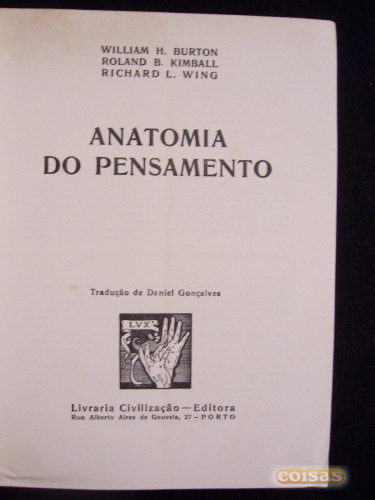 WILLIAM H. BURTON
ROLAND B. KIMBALL
RICHARD L. WING
ANATOMIA
DO PENSAMENTO
Tradução de Daniel Gonçalves
LVX
Livraria Civilização — Editora
Rua Alberto Aires de Gouveia, 27 - PORTO
coisas